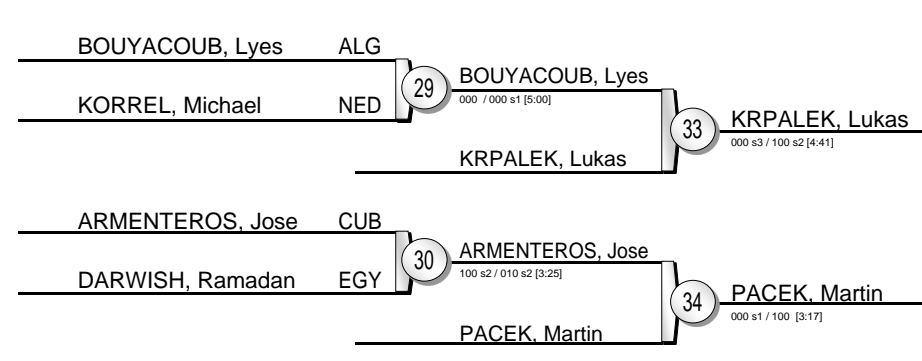 BOUYACOUB, Lyes ALG
KORREL, Michael NED
29
BOUYACOUB, Lyes
000 / 000 s1 [5:00]
KRPALEK, Lukas
33
KRPALEK, Lukas
000 s3 / 100 s2 [4:41]
ARMENTEROS, Jose CUB
DARWISH, Ramadan EGY
30
ARMENTEROS, Jose
100 s2 / 010 s2 [3:25]
PACEK, Martin
34
PACEK, Martin
000 s1 / 100 [3:17]